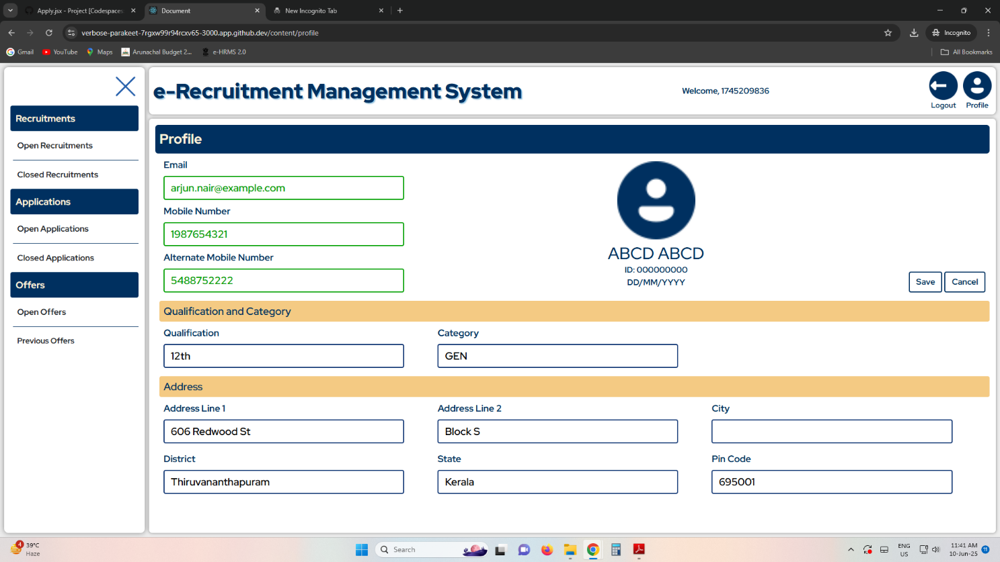 Apply.jsx - Project [Codespaces
Document
New Incognito Tab
verbose-parakeet-7rgxw99r94rcxv65-3000.app.github.dev/content/profile
Incognito
Gmail
YouTube
Maps
Arunachal Budget 2...
e-HRMS 2.0
All Bookmarks
e-Recruitment Management System
Welcome, 1745209836
Logout
Profile
Recruitments
Open Recruitments
Closed Recruitments
Applications
Open Applications
Closed Applications
Offers
Open Offers
Previous Offers
Profile
Email
arjun.nair@example.com
Mobile Number
1987654321
Alternate Mobile Number
5488752222
ABCD ABCD
ID: 000000000
DD/MM/YYYY
Save
Cancel
Qualification and Category
Qualification
Category
12th
GEN
Address
Address Line 1
Address Line 2
City
606 Redwood St
Block S
District
State
Pin Code
Thiruvananthapuram
Kerala
695001
4
39°C
Haze
Search
ENG
US
11:41 AM
10-Jun-25
11